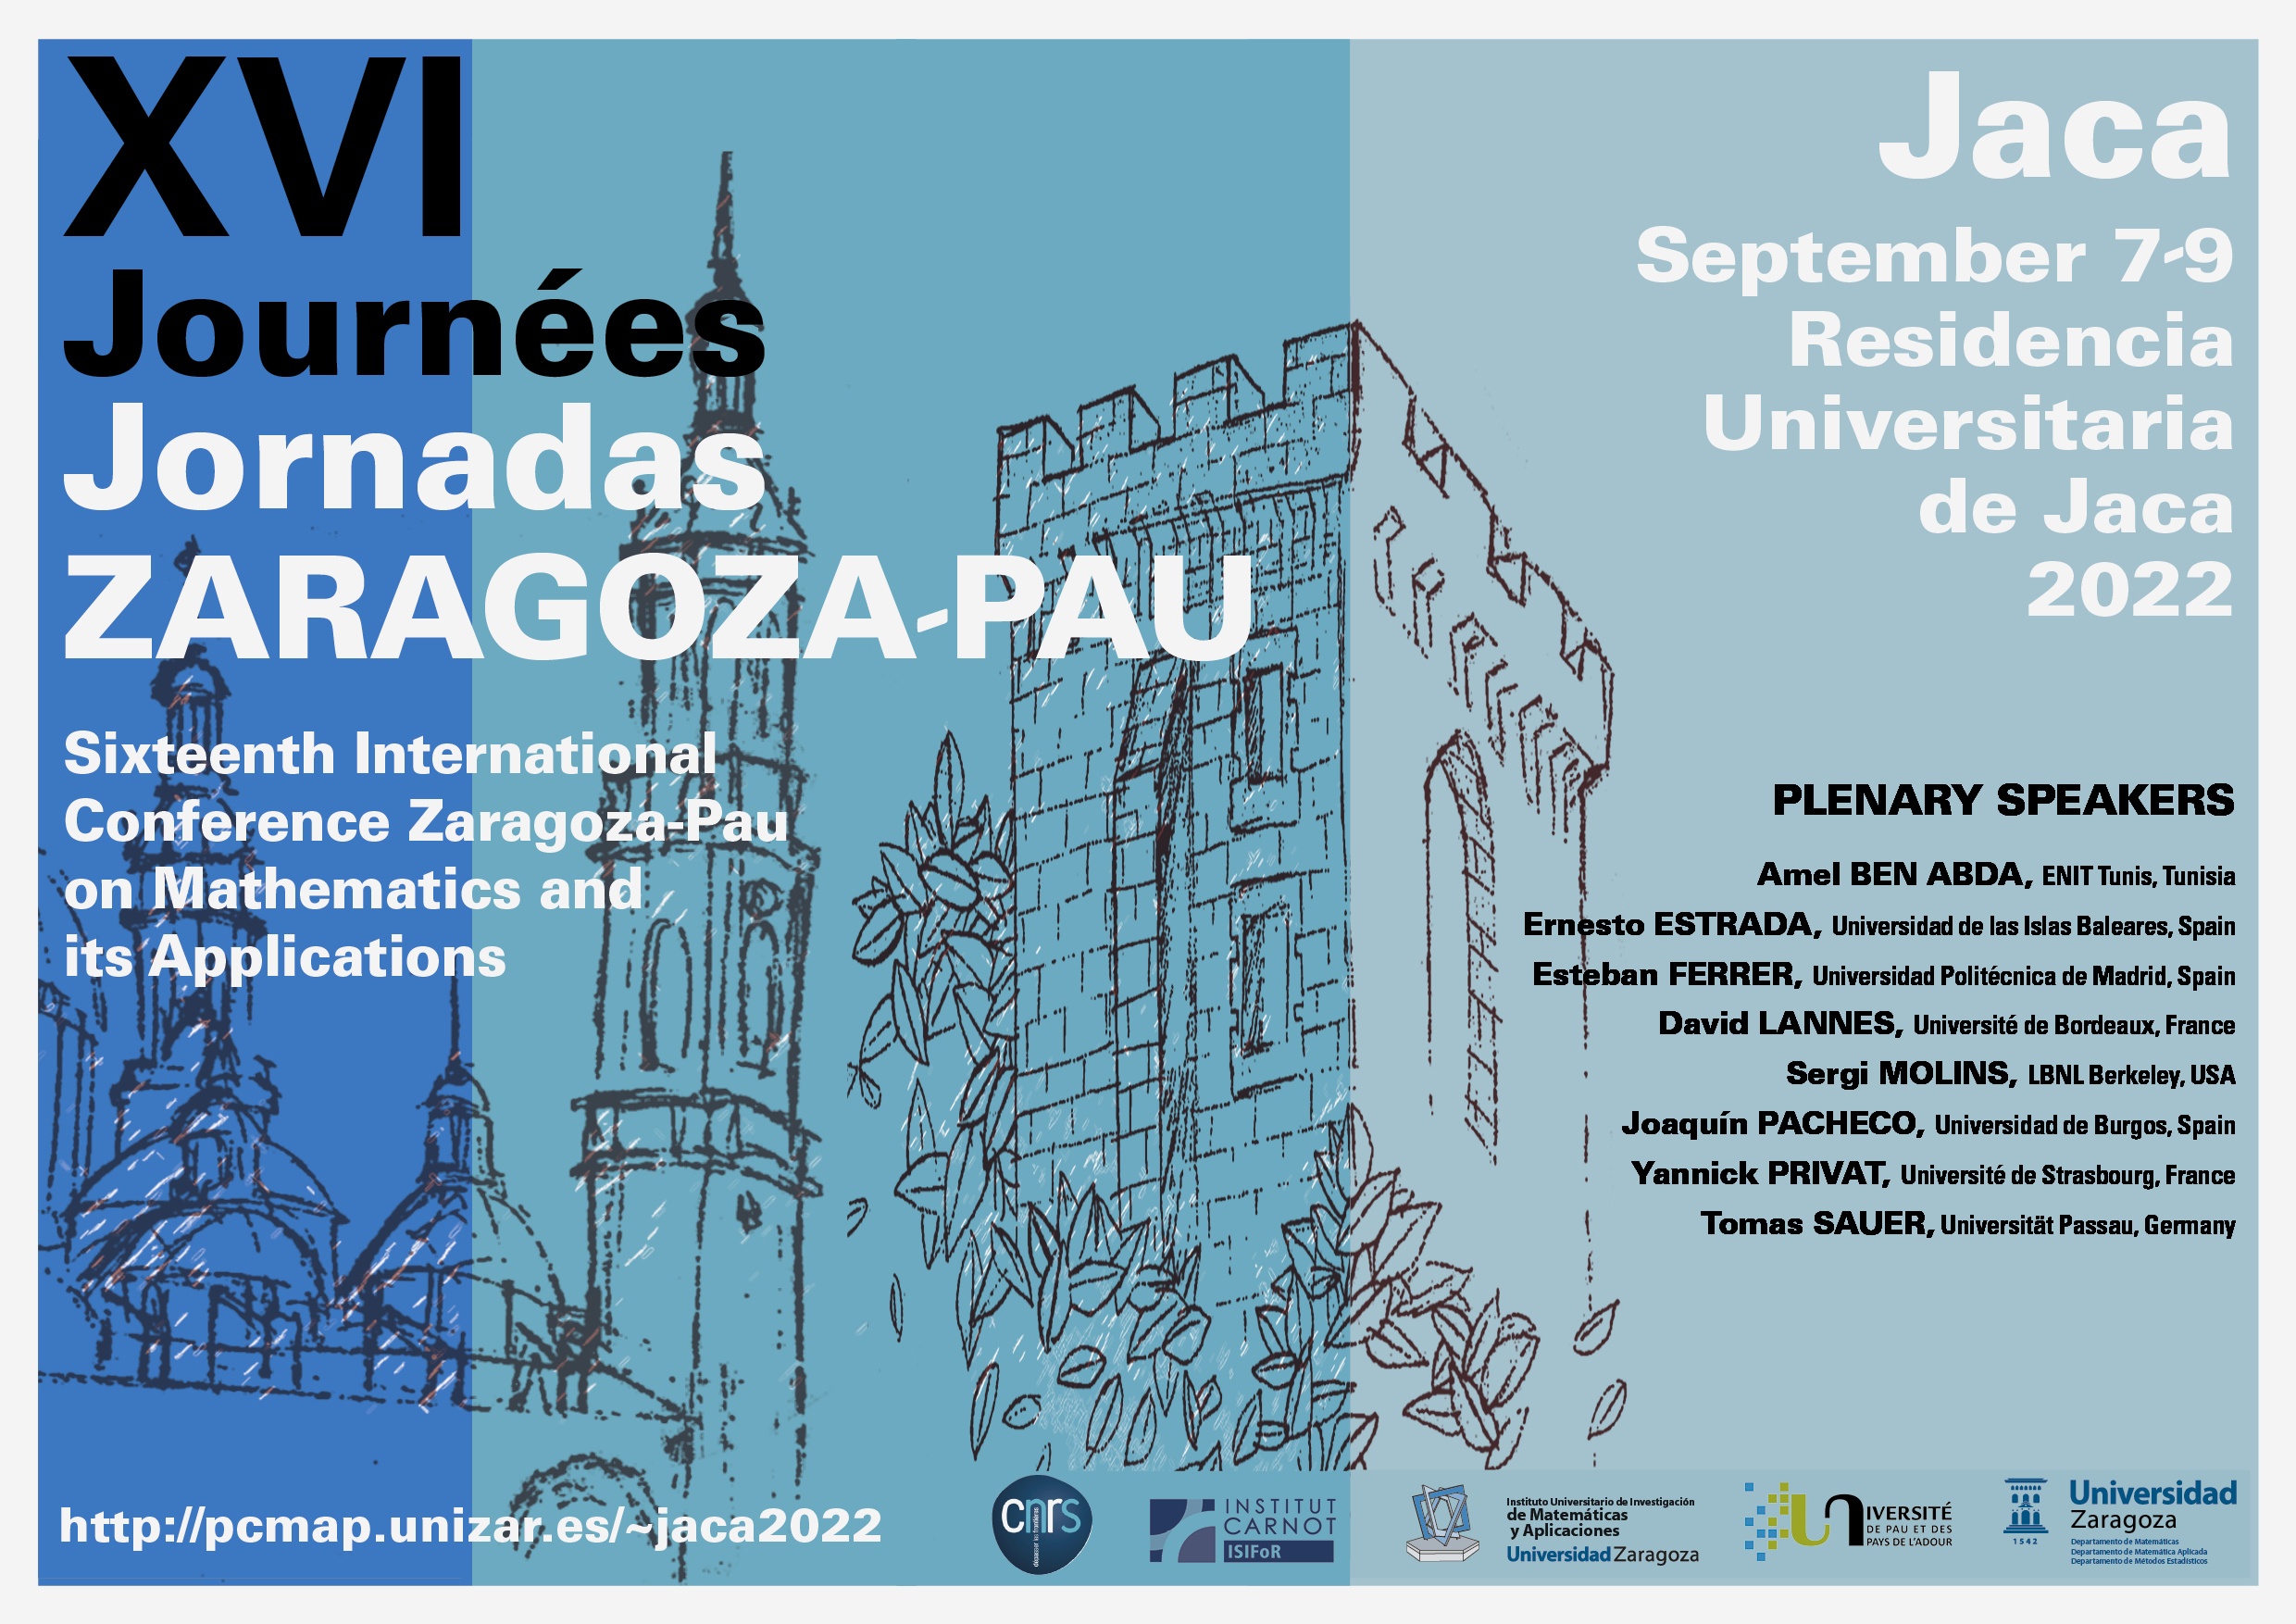 XVI
Journées
Jornadas
ZARAGOZA-PAU
Sixteenth International
Conference Zaragoza-Pau
on Mathematics and
its Applications
http://pcmap.unizar.es/~jaca2022
Jaca
September 7-9
Residencia
Universitaria
de Jaca
2022
PLENARY SPEAKERS
Amel BEN ABDA, ENIT Tunis, Tunisia
Ernesto ESTRADA, Universidad de las Islas Baleares, Spain
Esteban FERRER, Universidad Politécnica de Madrid, Spain
David LANNES, Université de Bordeaux, France
Sergi MOLINS, LBNL Berkeley, USA
Joaquín PACHECO, Universidad de Burgos, Spain
Yannick PRIVAT, Université de Strasbourg, France
Tomas SAUER, Universität Passau, Germany
cnrs
dépasser les frontières
INSTITUT
CARNOT
ISIFoR
Instituto Universitario de Investigación
de Matemáticas
y Aplicaciones
Universidad Zaragoza
UNIVERSITÉ
DE PAU ET DES
PAYS DE L'ADOUR
1542
Universidad
Zaragoza
Departamento de Matemáticas
Departamento de Matemática Aplicada
Departamento de Métodos Estadísticos